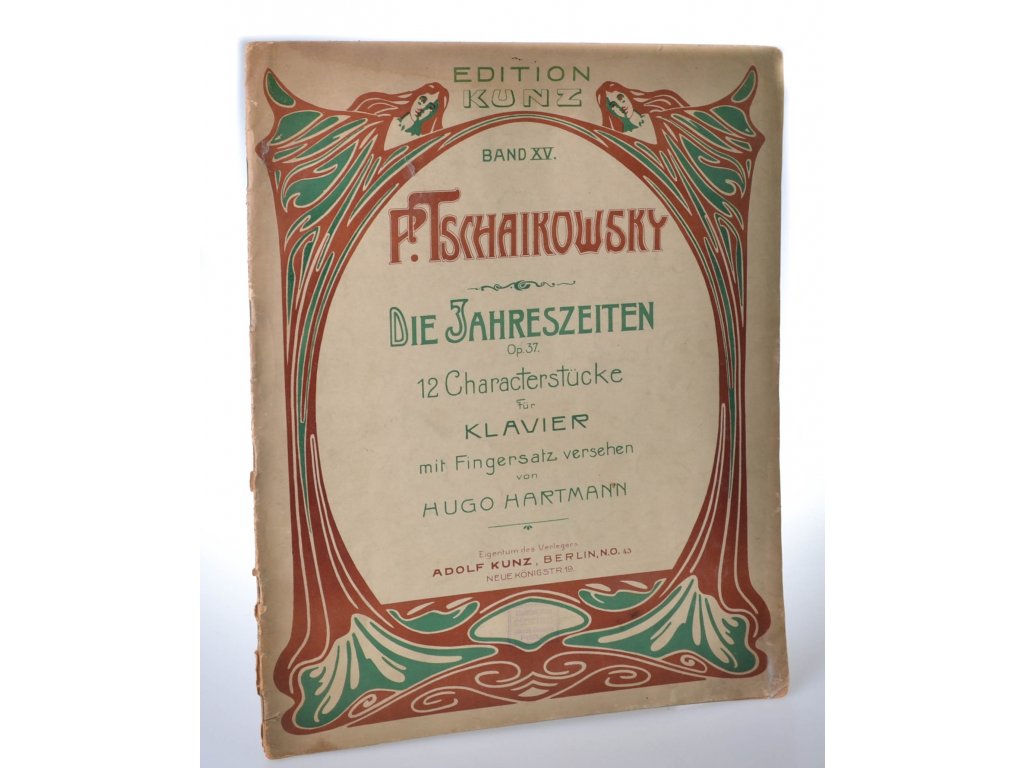 EDITION
KUNZ
BAND XV.
P. TSCHAIKOWSKY
DIE JAHRESZEITEN
Op. 37.
12 Characterstücke
für
KLAVIER
mit Fingersatz versehen
von
HUGO HARTMANN
Eigentum des Verlegers
ADOLF KUNZ, BERLIN, N.O. 43
NEUE KÖNIGSTR. 19.